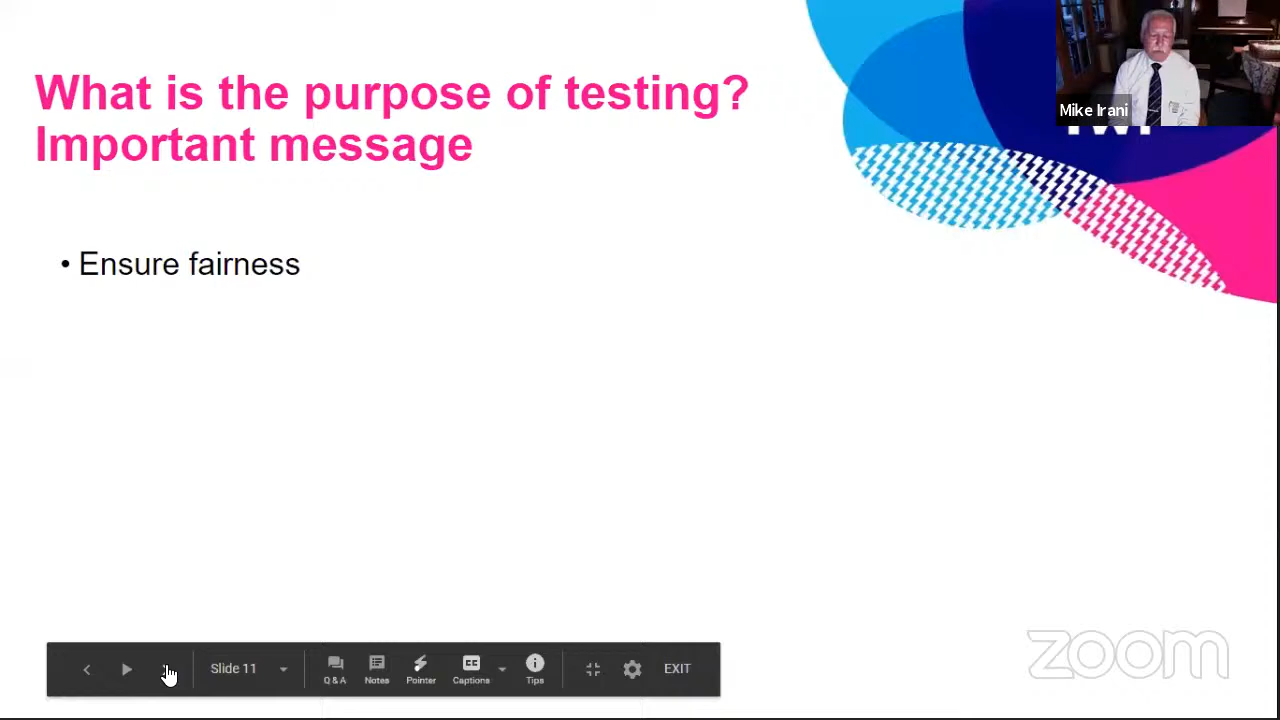 What is the purpose of testing?
Important message
Mike Irani
• Ensure fairness
zoom
Slide 11
Q & A
Notes
Pointer
Captions
Tips
EXIT